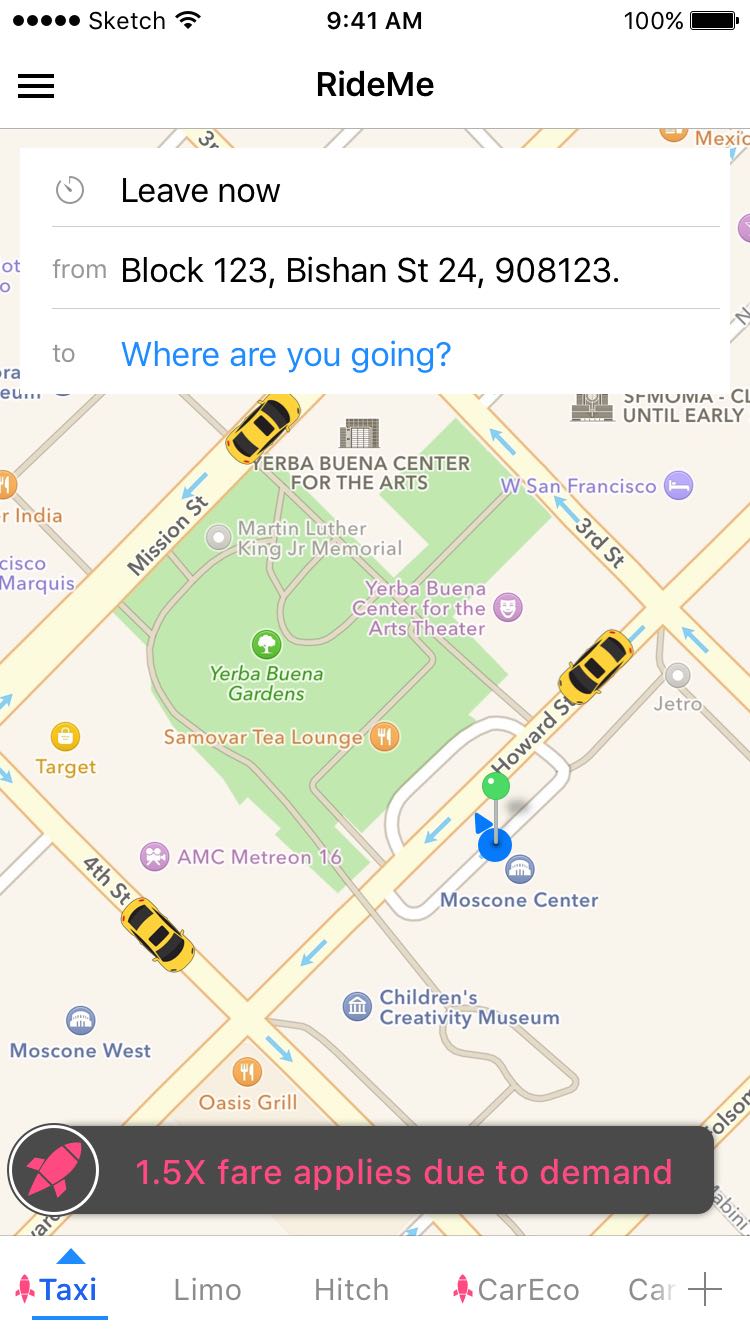 Sketch 9:41 AM 100%
RideMe
3r
Mexic
Leave now
from Block 123, Bishan St 24, 908123.
to Where are you going?
SFMOMA - CL
UNTIL EARLY
YERBA BUENA CENTER
FOR THE ARTS
W San Francisco
r India
Mission St
Martin Luther
King Jr Memorial
3rd St
cisco
Marquis
Yerba Buena
Center for the
Arts Theater
Yerba Buena
Gardens
Jetro
Samovar Tea Lounge
Howard St
Target
AMC Metreon 16
4th St
Moscone Center
Children's
Creativity Museum
Moscone West
Oasis Grill
olsom
1.5X fare applies due to demand
Mabini
vard
Taxi Limo Hitch CarEco Car